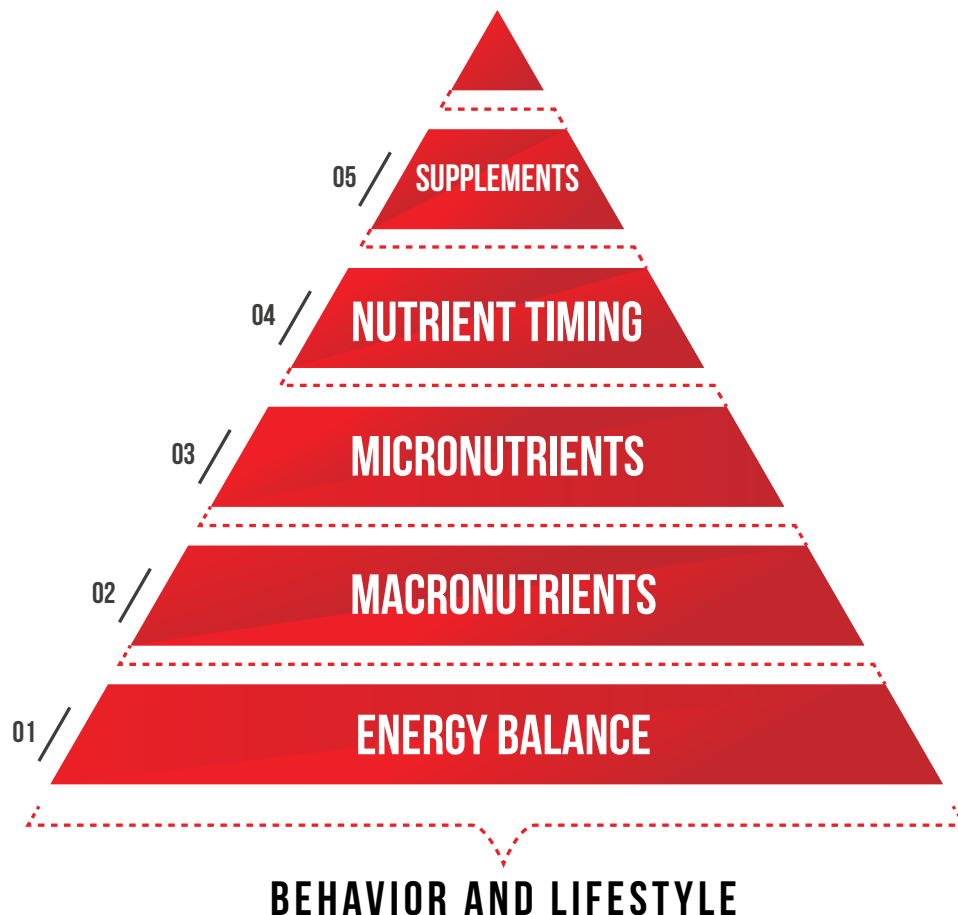 05 SUPPLEMENTS
04 NUTRIENT TIMING
03 MICRONUTRIENTS
02 MACRONUTRIENTS
01 ENERGY BALANCE
BEHAVIOR AND LIFESTYLE